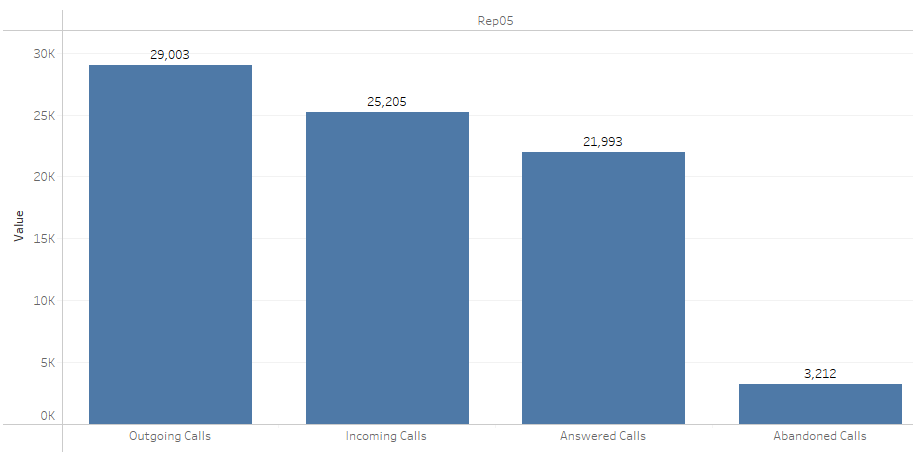 Rep05
30K
25K
20K
15K
10K
5K
0K
Value
29,003
25,205
21,993
3,212
Outgoing Calls
Incoming Calls
Answered Calls
Abandoned Calls